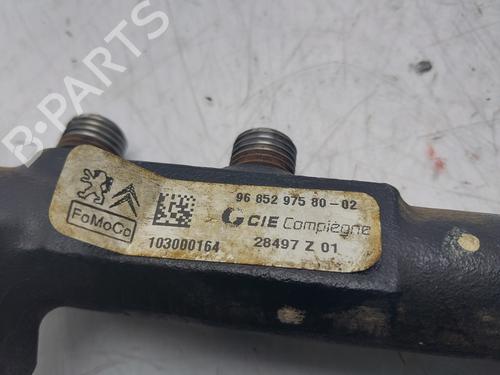 B-PARTS
96 852 975 80-02
CIE Compiègne
FoMoCo
103000164
28497 Z 01